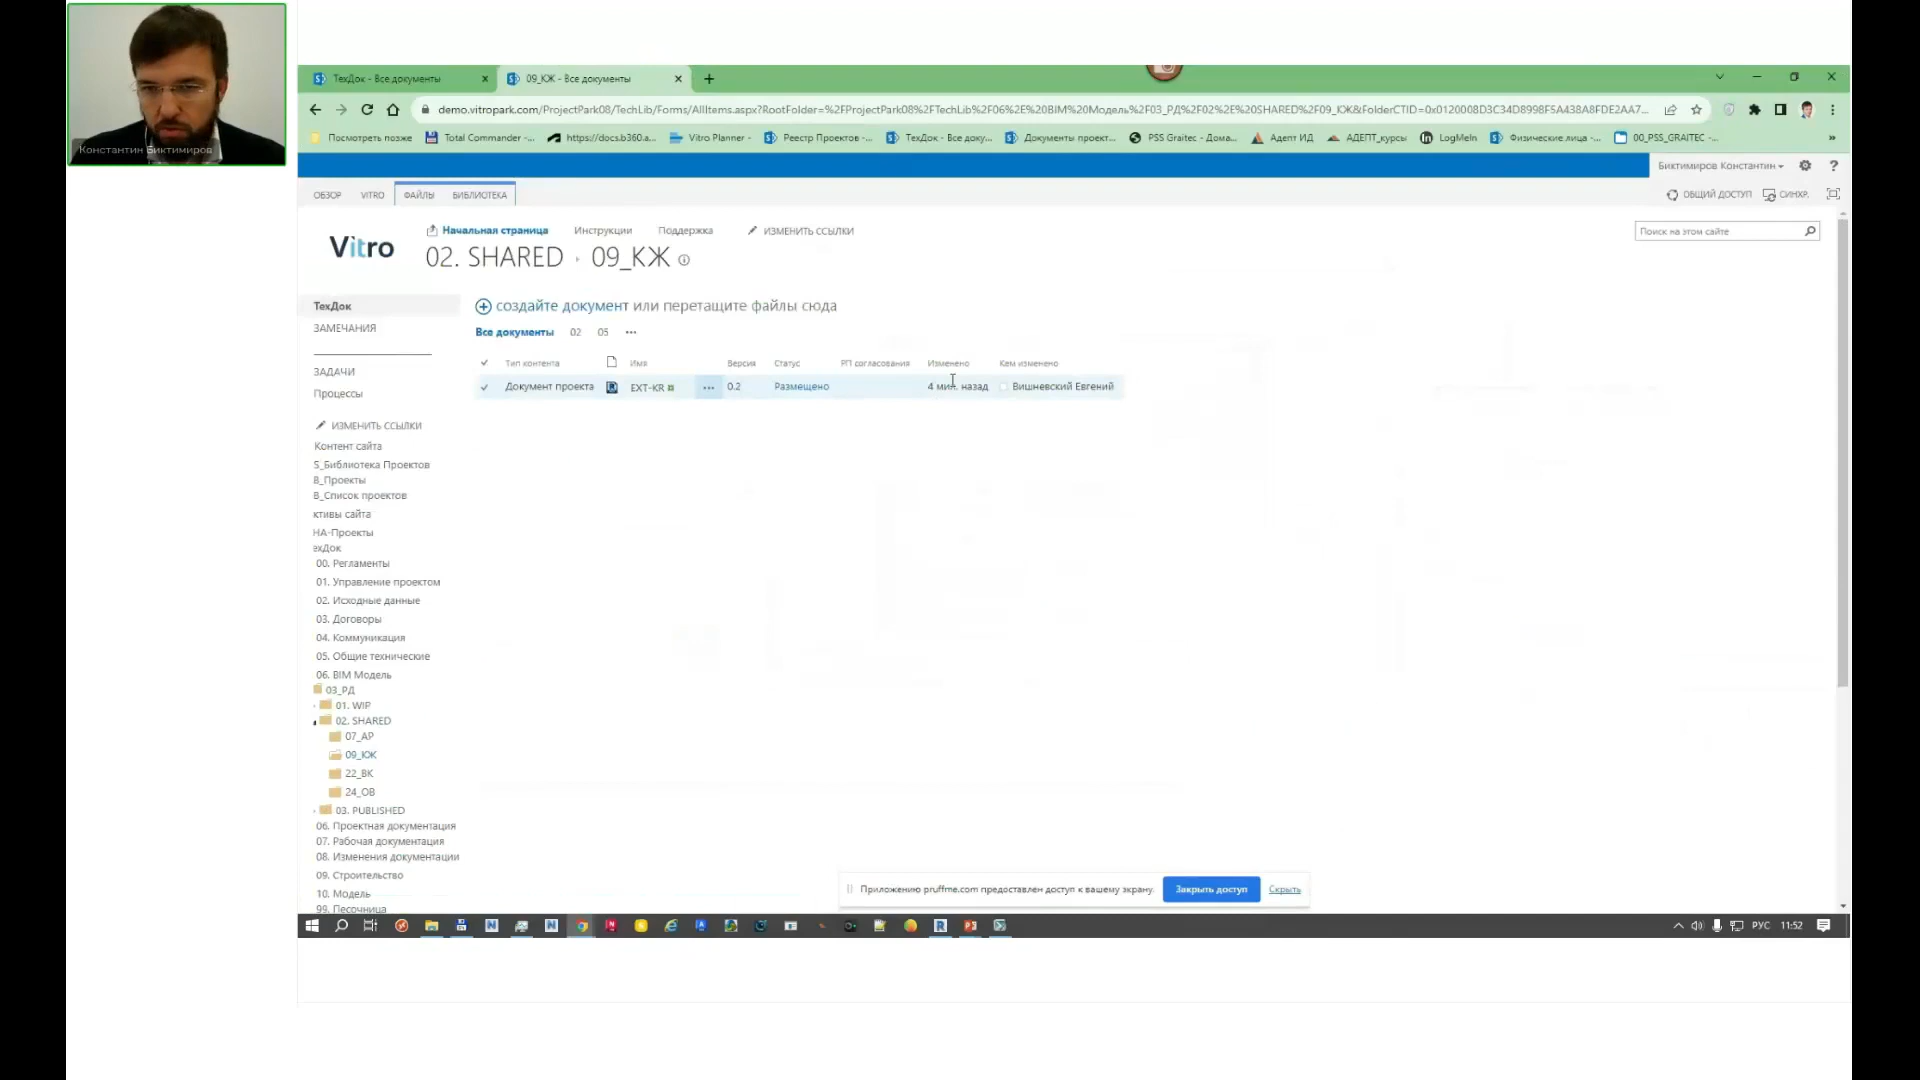 Константин Биктимиров
ТехДок - Все документы
09_КЖ - Все документы
demo.vitropark.com/ProjectPark08/TechLib/Forms/AllItems.aspx?RootFolder=%2FProjectPark08%2FTechLib%2F06%2E%20BIM%20Модель%2F03_РД%2F02%2E%20SHARED%2F09_КЖ&FolderCTID=0x0120008D3C34D8998F5A438A8FDE2AA7...
Посмотреть позже
Total Commander -...
https://docs.b360.a...
Vitro Planner -
Реестр Проектов -...
ТехДок - Все доку...
Документы проект...
PSS Graitec - Дома...
Адепт ИД
АДЕПТ_курсы
LogMeIn
Физические лица -...
00_PSS_GRAITEC -...
Биктимиров Константин
ОБЗОР
VITRO
ФАЙЛЫ
БИБЛИОТЕКА
ОБЩИЙ ДОСТУП
СИНХР.
Vitro
Начальная страница
Инструкции
Поддержка
ИЗМЕНИТЬ ССЫЛКИ
Поиск на этом сайте
02. SHARED
09_КЖ
ТехДок
ЗАМЕЧАНИЯ
ЗАДАЧИ
Процессы
ИЗМЕНИТЬ ССЫЛКИ
Контент сайта
S_Библиотека Проектов
B_Проекты
B_Список проектов
ктивы сайта
НА-Проекты
ехДок
00. Регламенты
01. Управление проектом
02. Исходные данные
03. Договоры
04. Коммуникация
05. Общие технические
06. BIM Модель
03_РД
01. WIP
02. SHARED
07_АР
09_КЖ
22_ВК
24_ОВ
03. PUBLISHED
06. Проектная документация
07. Рабочая документация
08. Изменения документации
09. Строительство
10. Модель
99. Песочница
создайте документ или перетащите файлы сюда
Все документы
02
05
...
Тип контента
Имя
Версия
Статус
РП согласования
Изменено
Кем изменено
Документ проекта
EXT-KR
...
0.2
Размещено
4 мин. назад
Вишневский Евгений
Приложению pruffme.com предоставлен доступ к вашему экрану.
Закрыть доступ
Скрыть
РУС
11:52